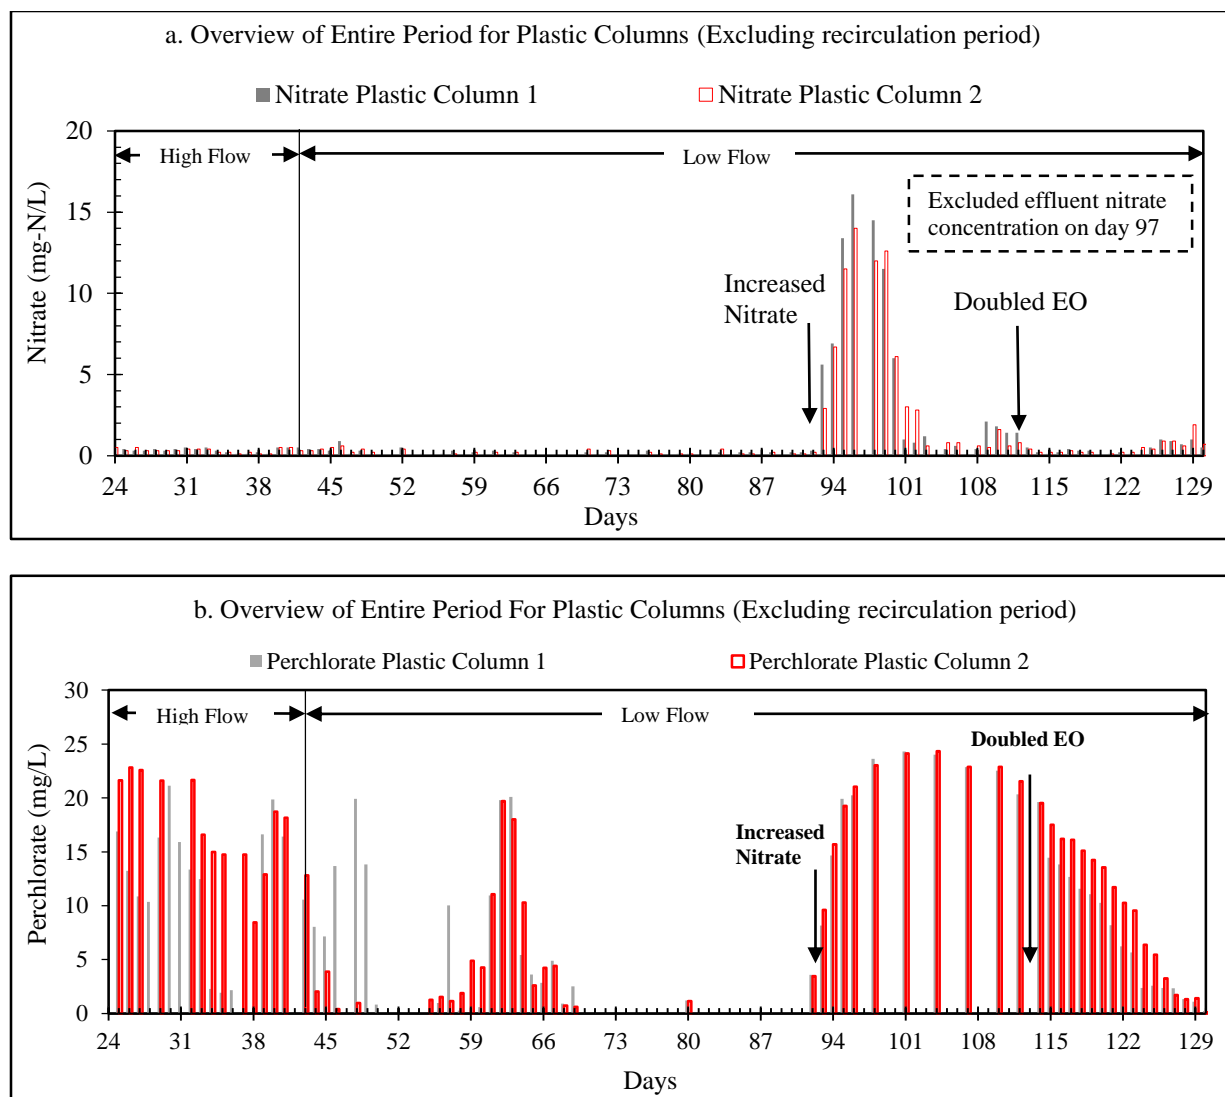 a. Overview of Entire Period for Plastic Columns (Excluding recirculation period)
Nitrate Plastic Column 1
Nitrate Plastic Column 2
20
15
10
5
0
Nitrate (mg-N/L)
High Flow
Low Flow
Excluded effluent nitrate
concentration on day 97
Increased
Nitrate
Doubled EO
24 31 38 45 52 59 66 73 80 87 94 101 108 115 122 129
Days
b. Overview of Entire Period For Plastic Columns (Excluding recirculation period)
Perchlorate Plastic Column 1
Perchlorate Plastic Column 2
30
25
20
15
10
5
0
Perchlorate (mg/L)
High Flow
Low Flow
Doubled EO
Increased
Nitrate
24 31 38 45 52 59 66 73 80 87 94 101 108 115 122 129
Days